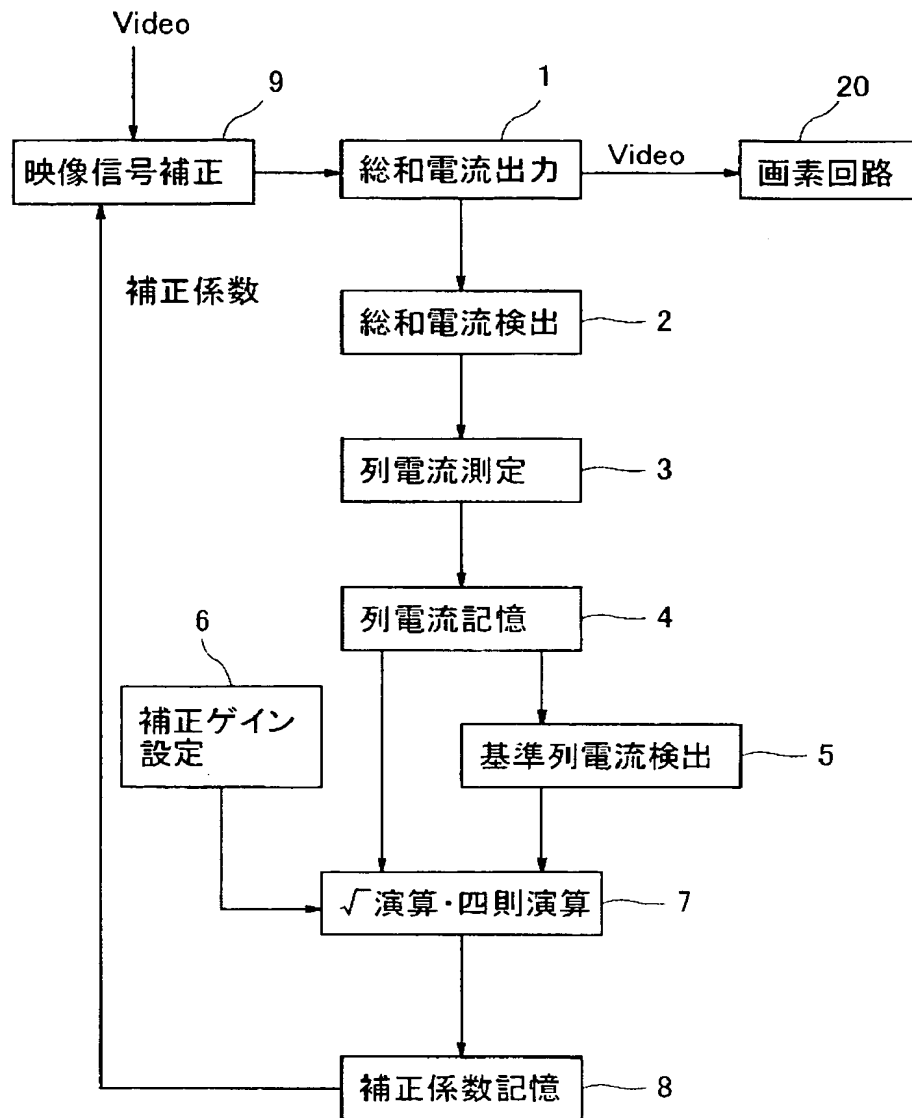 Video
9
1
20
映像信号補正
総和電流出力
Video
画素回路
補正係数
総和電流検出
2
列電流測定
3
列電流記憶
4
6
補正ゲイン
設定
基準列電流検出
5
√演算・四則演算
7
補正係数記憶
8